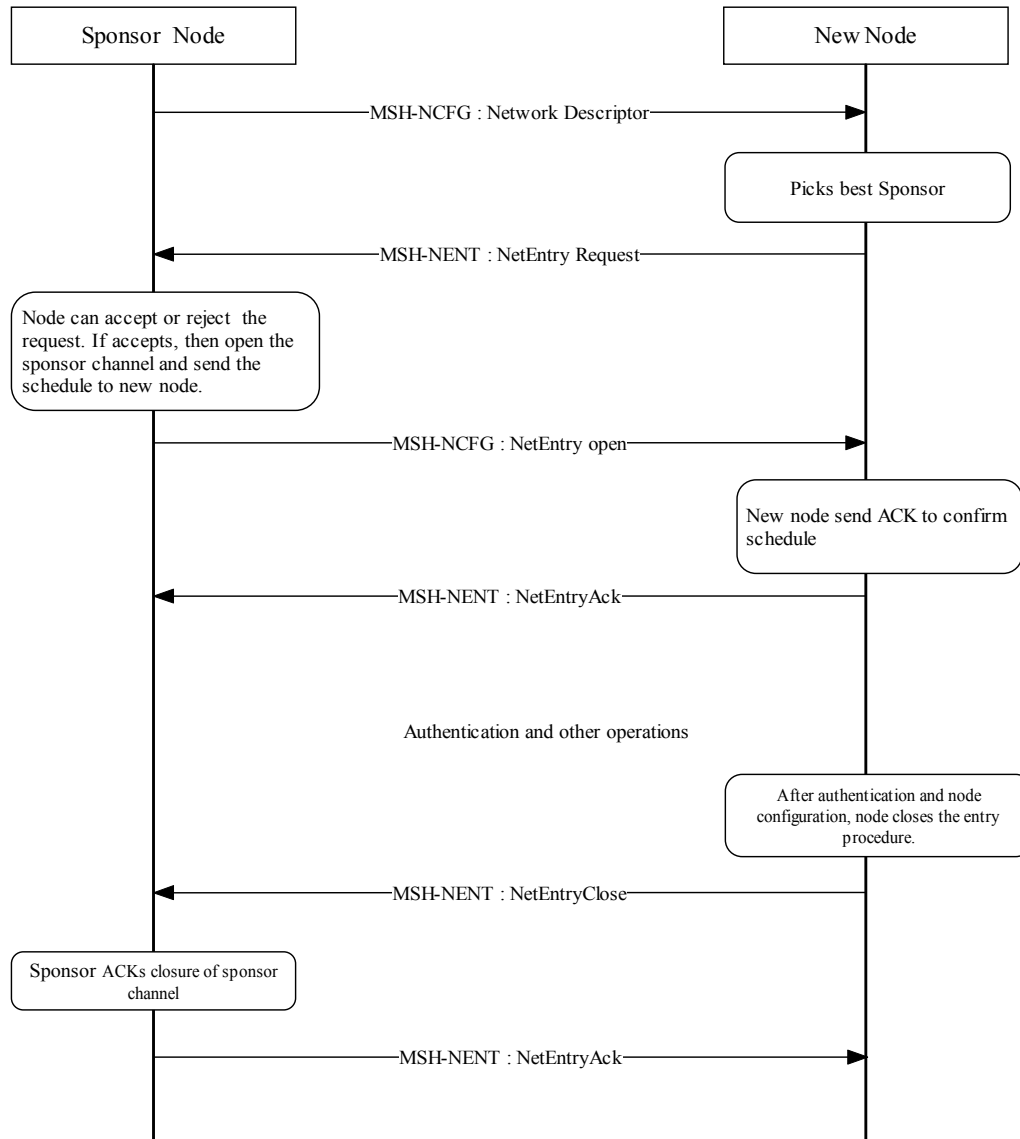 Sponsor Node
New Node
MSH-NCFG : Network Descriptor
Picks best Sponsor
MSH-NENT : NetEntry Request
Node can accept or reject the
request. If accepts, then open the
sponsor channel and send the
schedule to new node.
MSH-NCFG : NetEntry open
New node send ACK to confirm
schedule
MSH-NENT : NetEntryAck
Authentication and other operations
After authentication and node
configuration, node closes the entry
procedure.
MSH-NENT : NetEntryClose
Sponsor ACKs closure of sponsor
channel
MSH-NENT : NetEntryAck